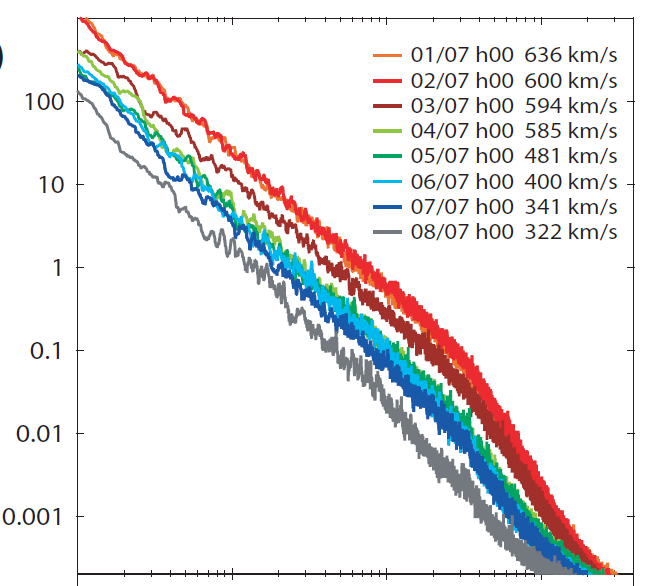 )
01/07 h00 636 km/s
02/07 h00 600 km/s
03/07 h00 594 km/s
04/07 h00 585 km/s
05/07 h00 481 km/s
06/07 h00 400 km/s
07/07 h00 341 km/s
08/07 h00 322 km/s
100
10
1
0.1
0.01
0.001